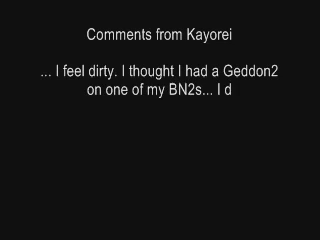 Comments from Kayorei
... I feel dirty. I thought I had a Geddon2
on one of my BN2s... I d